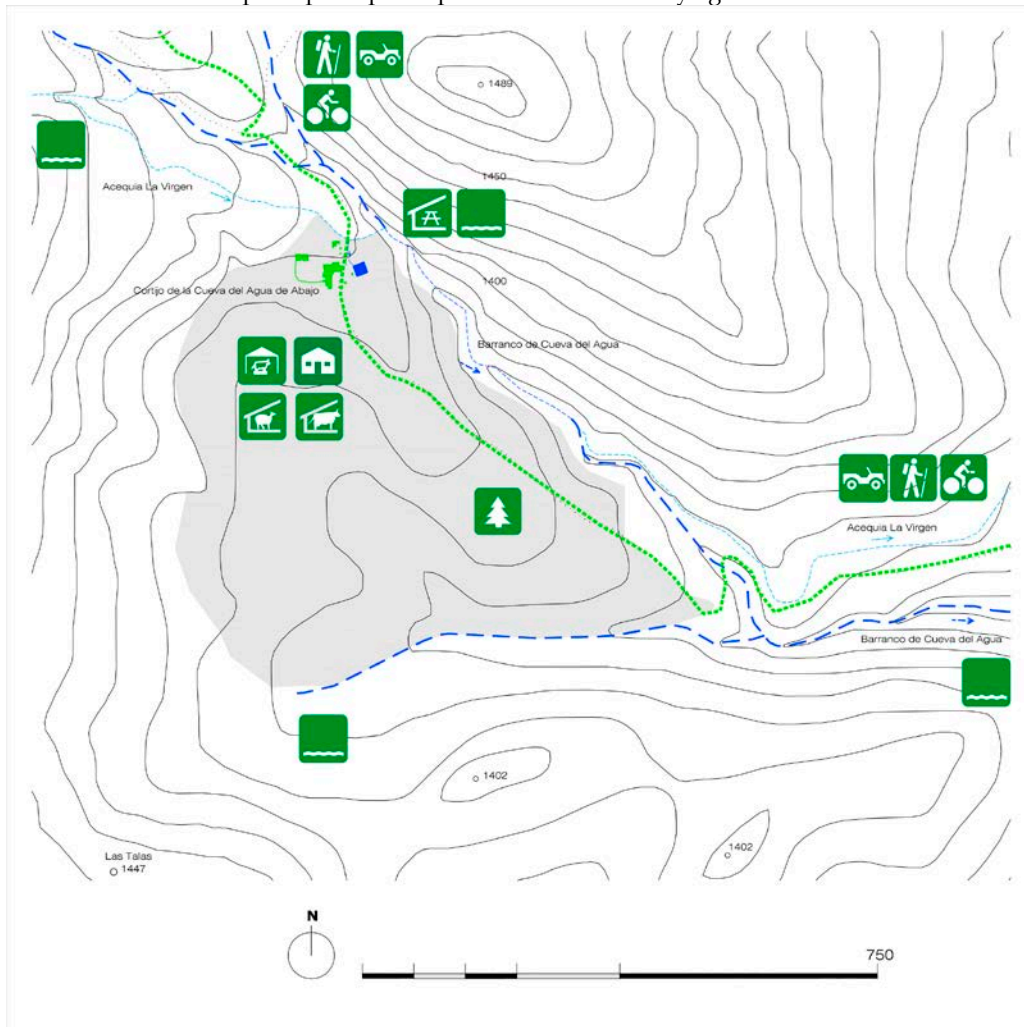 1489
1450
Acequia La Virgen
1400
Cortijo de la Cueva del Agua de Abajo
Barranco de Cueva del Agua
Acequia La Virgen
Barranco de Cueva del Agua
1402
1402
Las Talas
1447
N
750